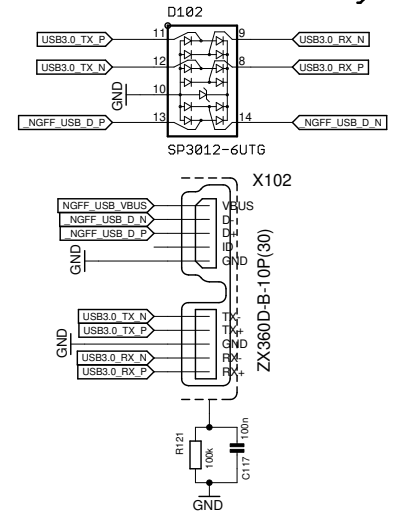 D102
USB3.0_TX_P 11 9 USB3.0_RX_N
USB3.0_TX_N 12 8 USB3.0_RX_P
GND 10
_NGFF_USB_D_P 13 14 _NGFF_USB_D_N
SP3012-6UTG
X102
NGFF_USB_VBUS VBUS
_NGFF_USB_D_N D-
_NGFF_USB_D_P D+
ID
GND GND
USB3.0_TX_N TX-
USB3.0_TX_P TX+
GND GND
USB3.0_RX_N RX-
USB3.0_RX_P RX+
ZX360D-B-10P(30)
R121
100k
C117
100n
GND